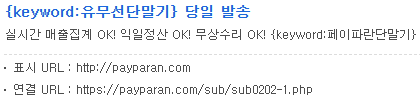 {keyword:유무선단말기} 당일 발송
실시간 매출집계 OK! 익일정산 OK! 무상수리 OK! {keyword:페이파란단말기}
· 표시 URL : http://payparan.com
· 연결 URL : https://payparan.com/sub/sub0202-1.php